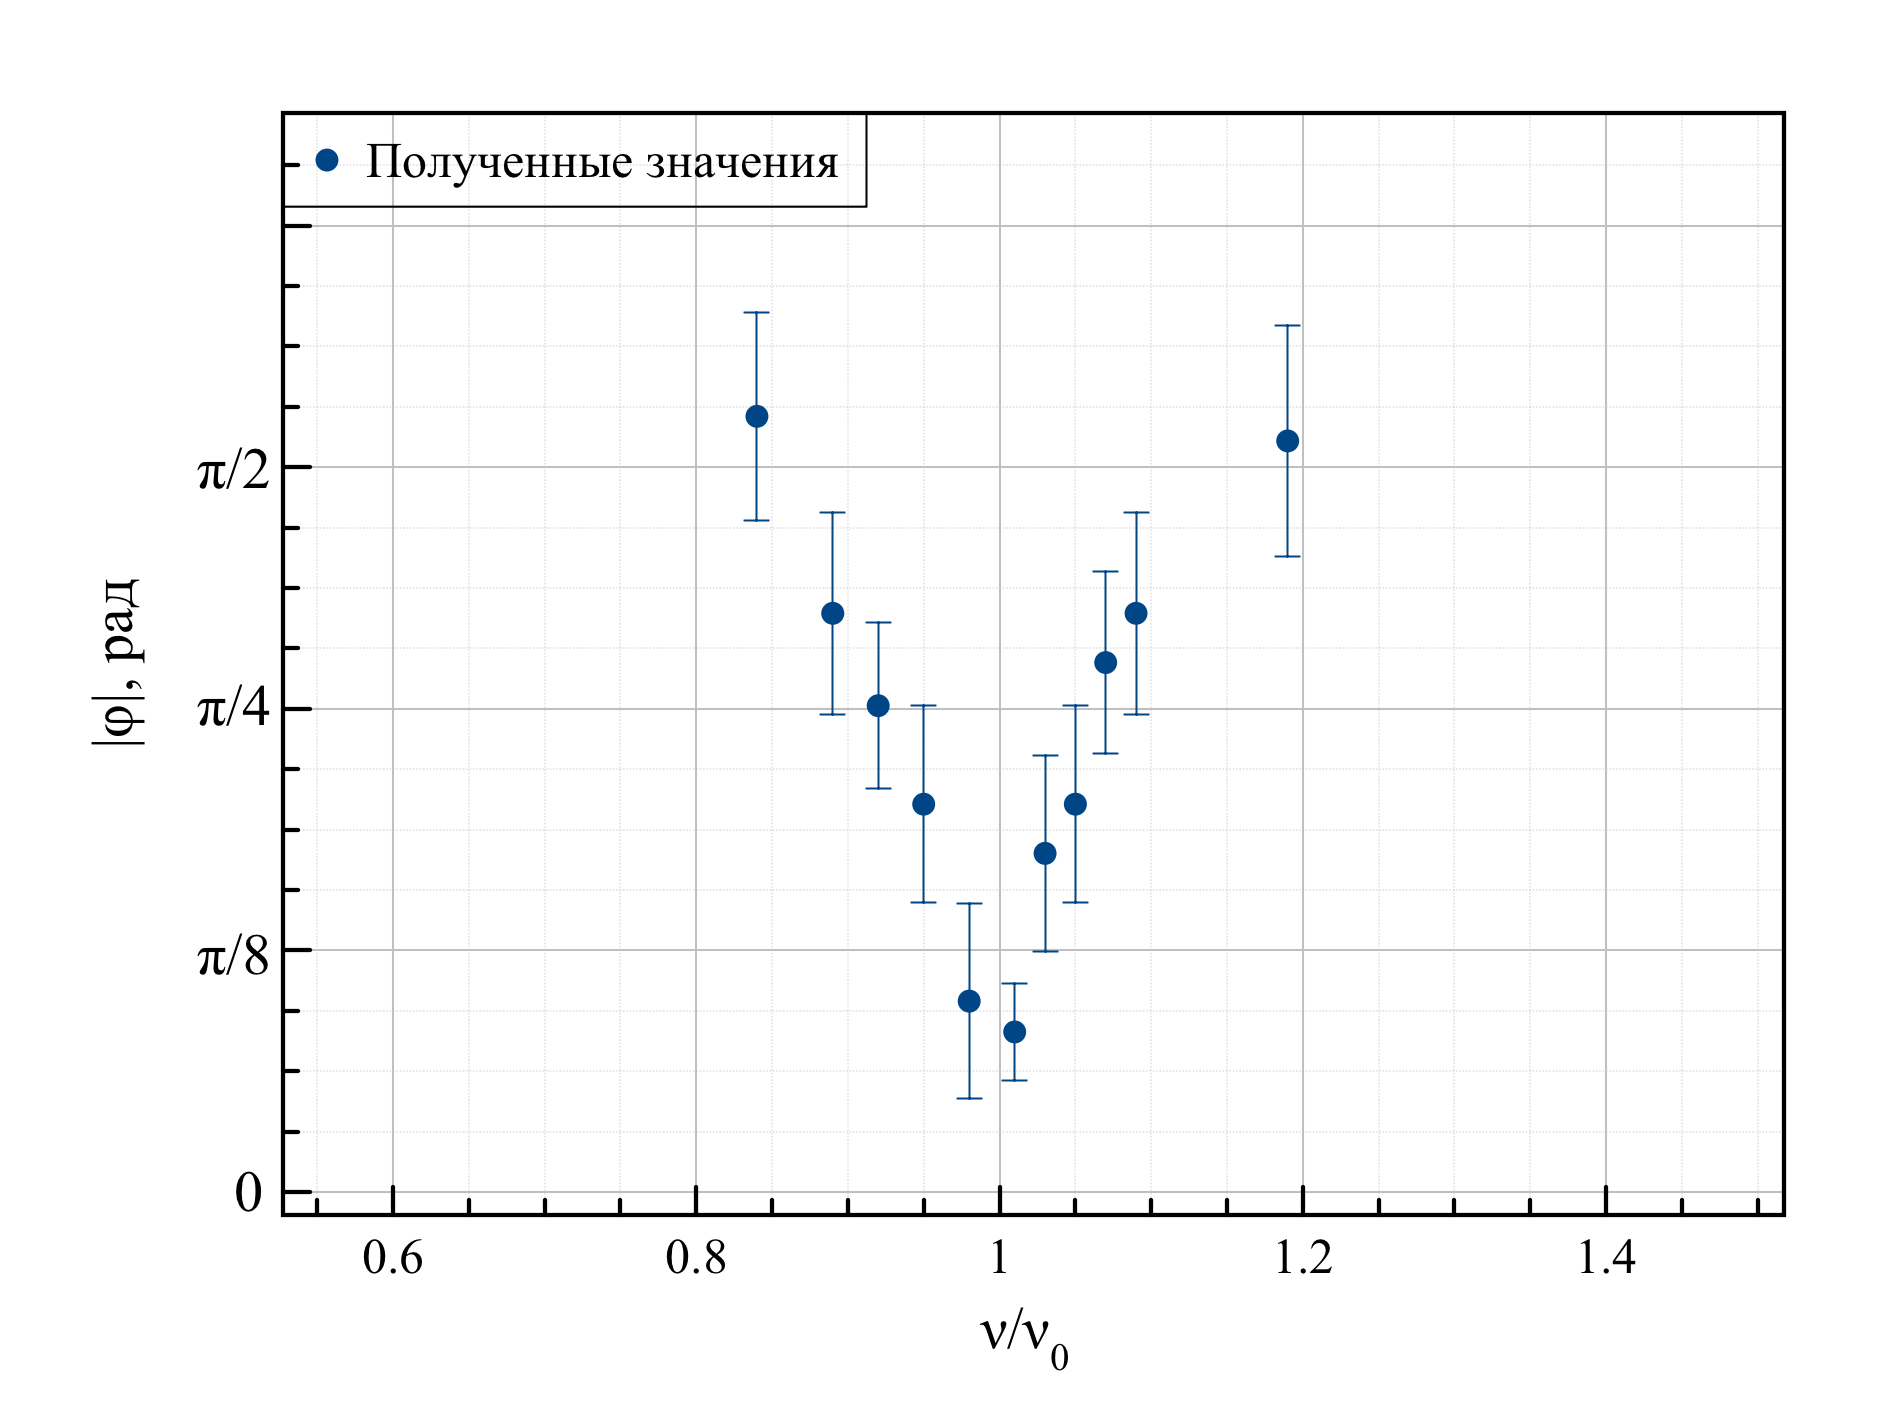 Полученные значения
π/2
π/4
π/8
0
|φ|, рад
0.6 0.8 1 1.2 1.4
ν/ν₀